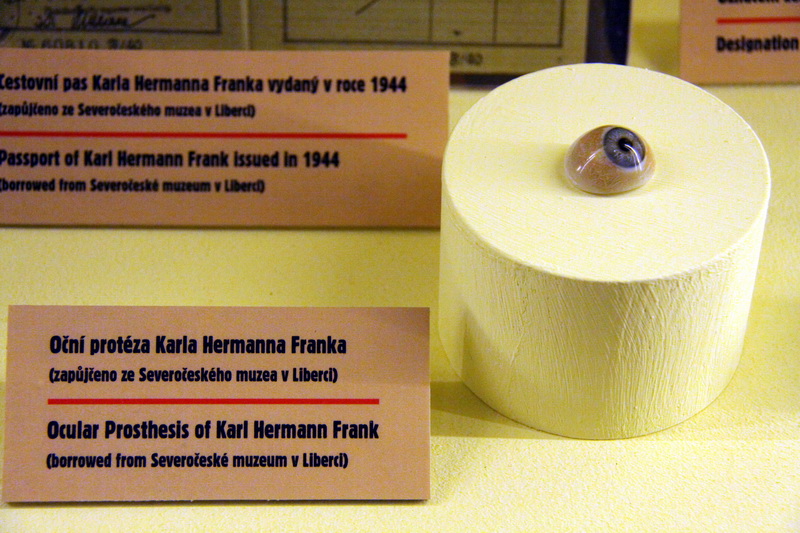 No 60810
Cestovní pas Karla Hermanna Franka vydaný v roce 1944
(zapůjčeno ze Severočeského muzea v Liberci)
Passport of Karl Hermann Frank issued in 1944
(borrowed from Severočeské muzeum v Liberci)
Designation
Oční protéza Karla Hermanna Franka
(zapůjčeno ze Severočeského muzea v Liberci)
Ocular Prosthesis of Karl Hermann Frank
(borrowed from Severočeské muzeum v Liberci)